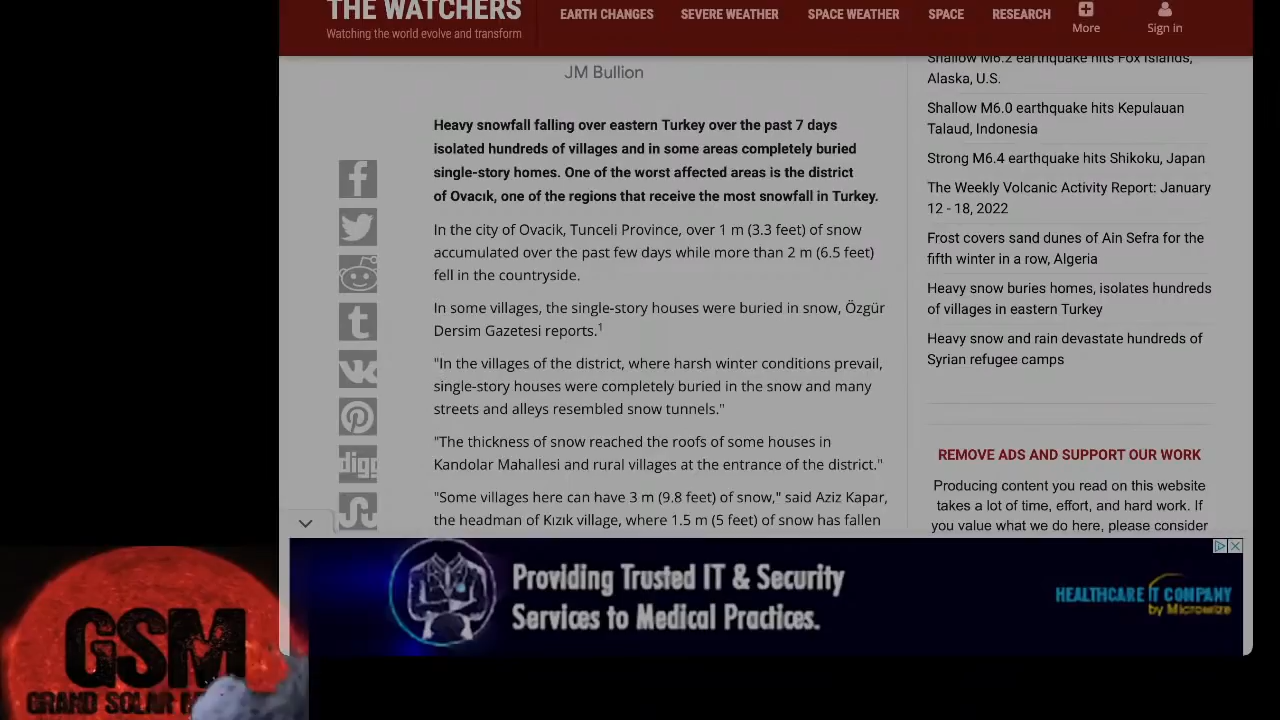 THE WATCHERS
Watching the world evolve and transform
EARTH CHANGES
SEVERE WEATHER
SPACE WEATHER
SPACE
RESEARCH
More
Sign in
JM Bullion
Heavy snowfall falling over eastern Turkey over the past 7 days
isolated hundreds of villages and in some areas completely buried
single-story homes. One of the worst affected areas is the district
of Ovacık, one of the regions that receive the most snowfall in Turkey.
In the city of Ovacik, Tunceli Province, over 1 m (3.3 feet) of snow
accumulated over the past few days while more than 2 m (6.5 feet)
fell in the countryside.
In some villages, the single-story houses were buried in snow, Özgür
Dersim Gazetesi reports.1
"In the villages of the district, where harsh winter conditions prevail,
single-story houses were completely buried in the snow and many
streets and alleys resembled snow tunnels."
"The thickness of snow reached the roofs of some houses in
Kandolar Mahallesi and rural villages at the entrance of the district."
"Some villages here can have 3 m (9.8 feet) of snow," said Aziz Kapar,
the headman of Kızık village, where 1.5 m (5 feet) of snow has fallen
Shallow M6.2 earthquake hits Fox Islands,
Alaska, U.S.
Shallow M6.0 earthquake hits Kepulauan
Talaud, Indonesia
Strong M6.4 earthquake hits Shikoku, Japan
The Weekly Volcanic Activity Report: January
12 - 18, 2022
Frost covers sand dunes of Ain Sefra for the
fifth winter in a row, Algeria
Heavy snow buries homes, isolates hundreds
of villages in eastern Turkey
Heavy snow and rain devastate hundreds of
Syrian refugee camps
REMOVE ADS AND SUPPORT OUR WORK
Producing content you read on this website
takes a lot of time, effort, and hard work. If
you value what we do here, please consider
digg
Providing Trusted IT & Security
Services to Medical Practices.
HEALTHCARE IT COMPANY
by Microwize
GSM
GRAND SOLAR